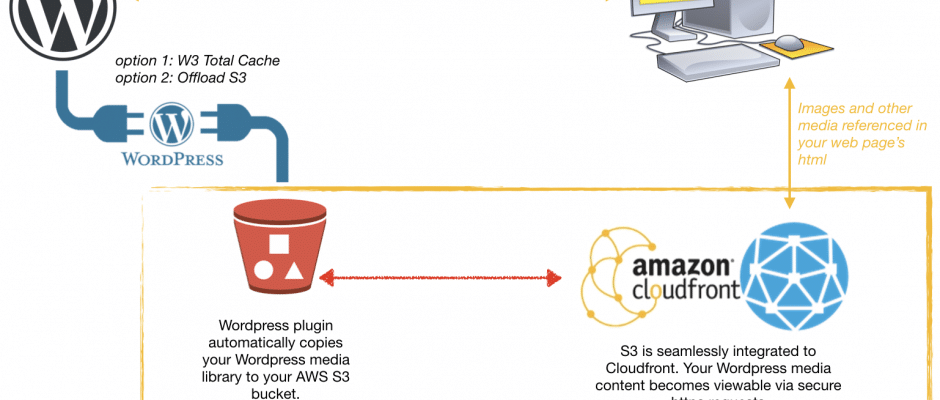 option 1: W3 Total Cache
option 2: Offload S3
WORDPRESS
Images and other
media referenced in
your web page's
html
amazon
cloudfront
Wordpress plugin
automatically copies
your Wordpress media
library to your AWS S3
bucket.
S3 is seamlessly integrated to
Cloudfront. Your Wordpress media
content becomes viewable via secure
https requests